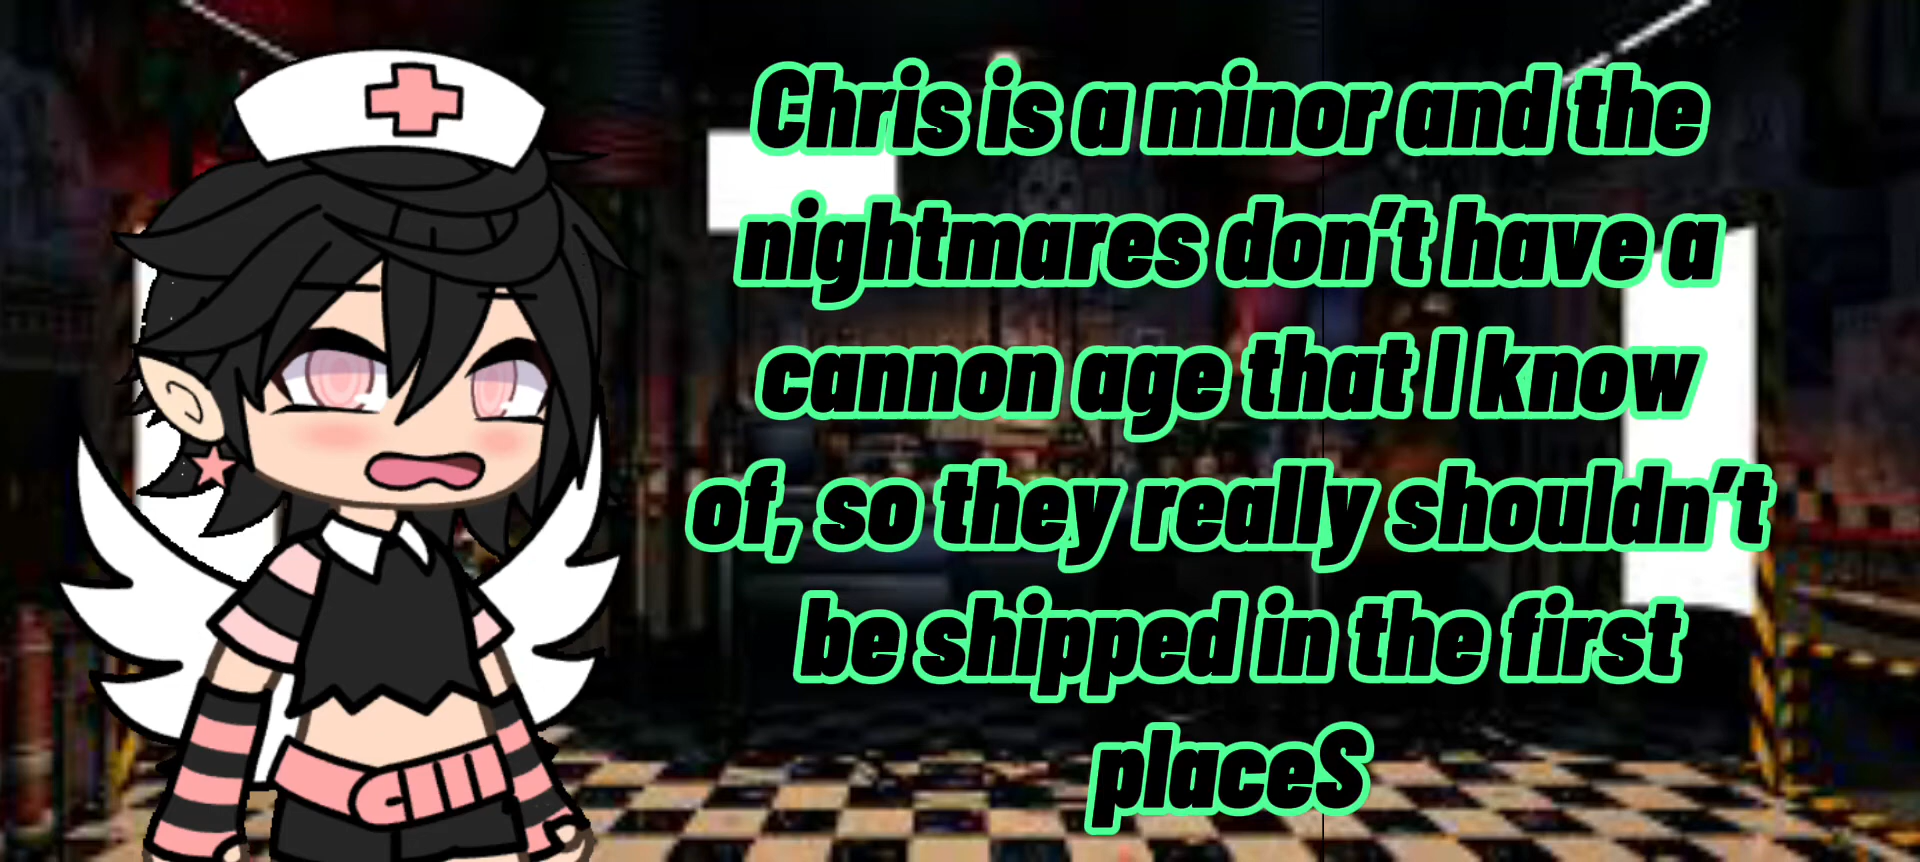 Chris is a minor and the
nightmares don't have a
cannon age that I know
of, so they really shouldn't
be shipped in the first
placeS